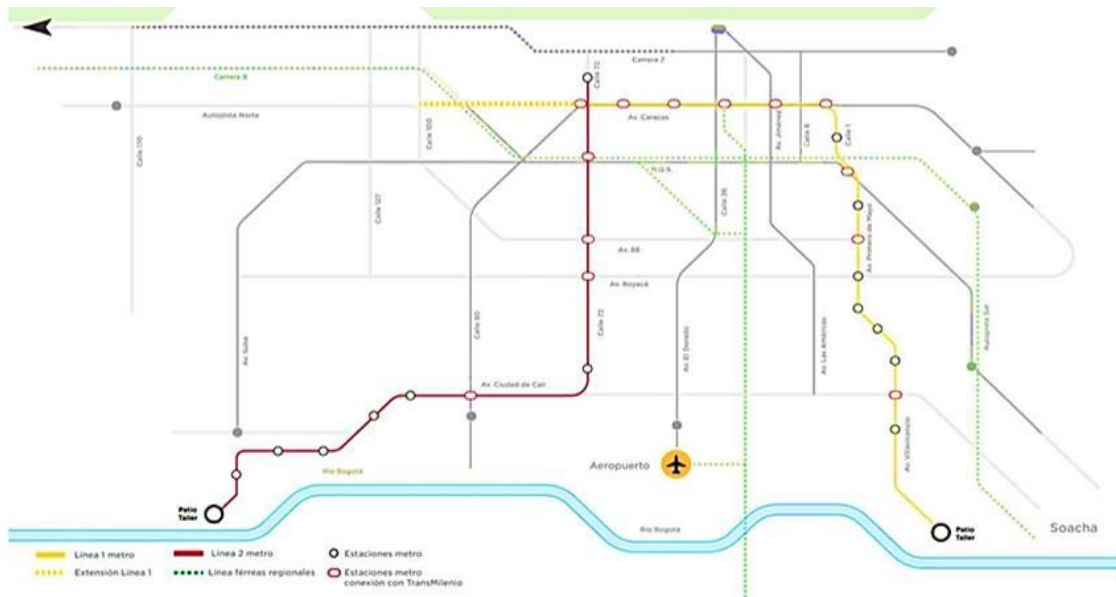 Carrera 7
Calle 72
Carrera 9
Autopista Norte
Calle 100
Av. Caracas
Av. Jiménez
Calle 6
Calle 1
Calle 170
Calle 127
N.Q.S.
Calle 26
Av. Primero de Mayo
Av. 68
Av. Boyacá
Av. Suba
Calle 80
Calle 72
Av. El Dorado
Av. Las Américas
Autopista Sur
Av. Ciudad de Cali
Av. Villavicencio
Aeropuerto
Río Bogotá
Patio
Taller
Río Bogotá
Patio
Taller
Soacha
Línea 1 metro
Línea 2 metro
Estaciones metro
Extensión Línea 1
Línea férreas regionales
Estaciones metro
conexión con TransMilenio